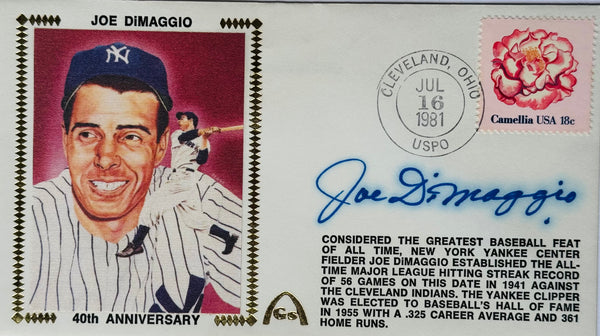 JOE DiMAGGIO
NY
40th ANNIVERSARY
CLEVELAND, OHIO
JUL
16
1981
USPO
Camellia USA 18c
Joe DiMaggio
CONSIDERED THE GREATEST BASEBALL FEAT
OF ALL TIME, NEW YORK YANKEE CENTER
FIELDER JOE DIMAGGIO ESTABLISHED THE ALL-
TIME MAJOR LEAGUE HITTING STREAK RECORD
OF 56 GAMES ON THIS DATE IN 1941 AGAINST
THE CLEVELAND INDIANS. THE YANKEE CLIPPER
WAS ELECTED TO BASEBALL'S HALL OF FAME
IN 1955 WITH A .325 CAREER AVERAGE AND 361
HOME RUNS.